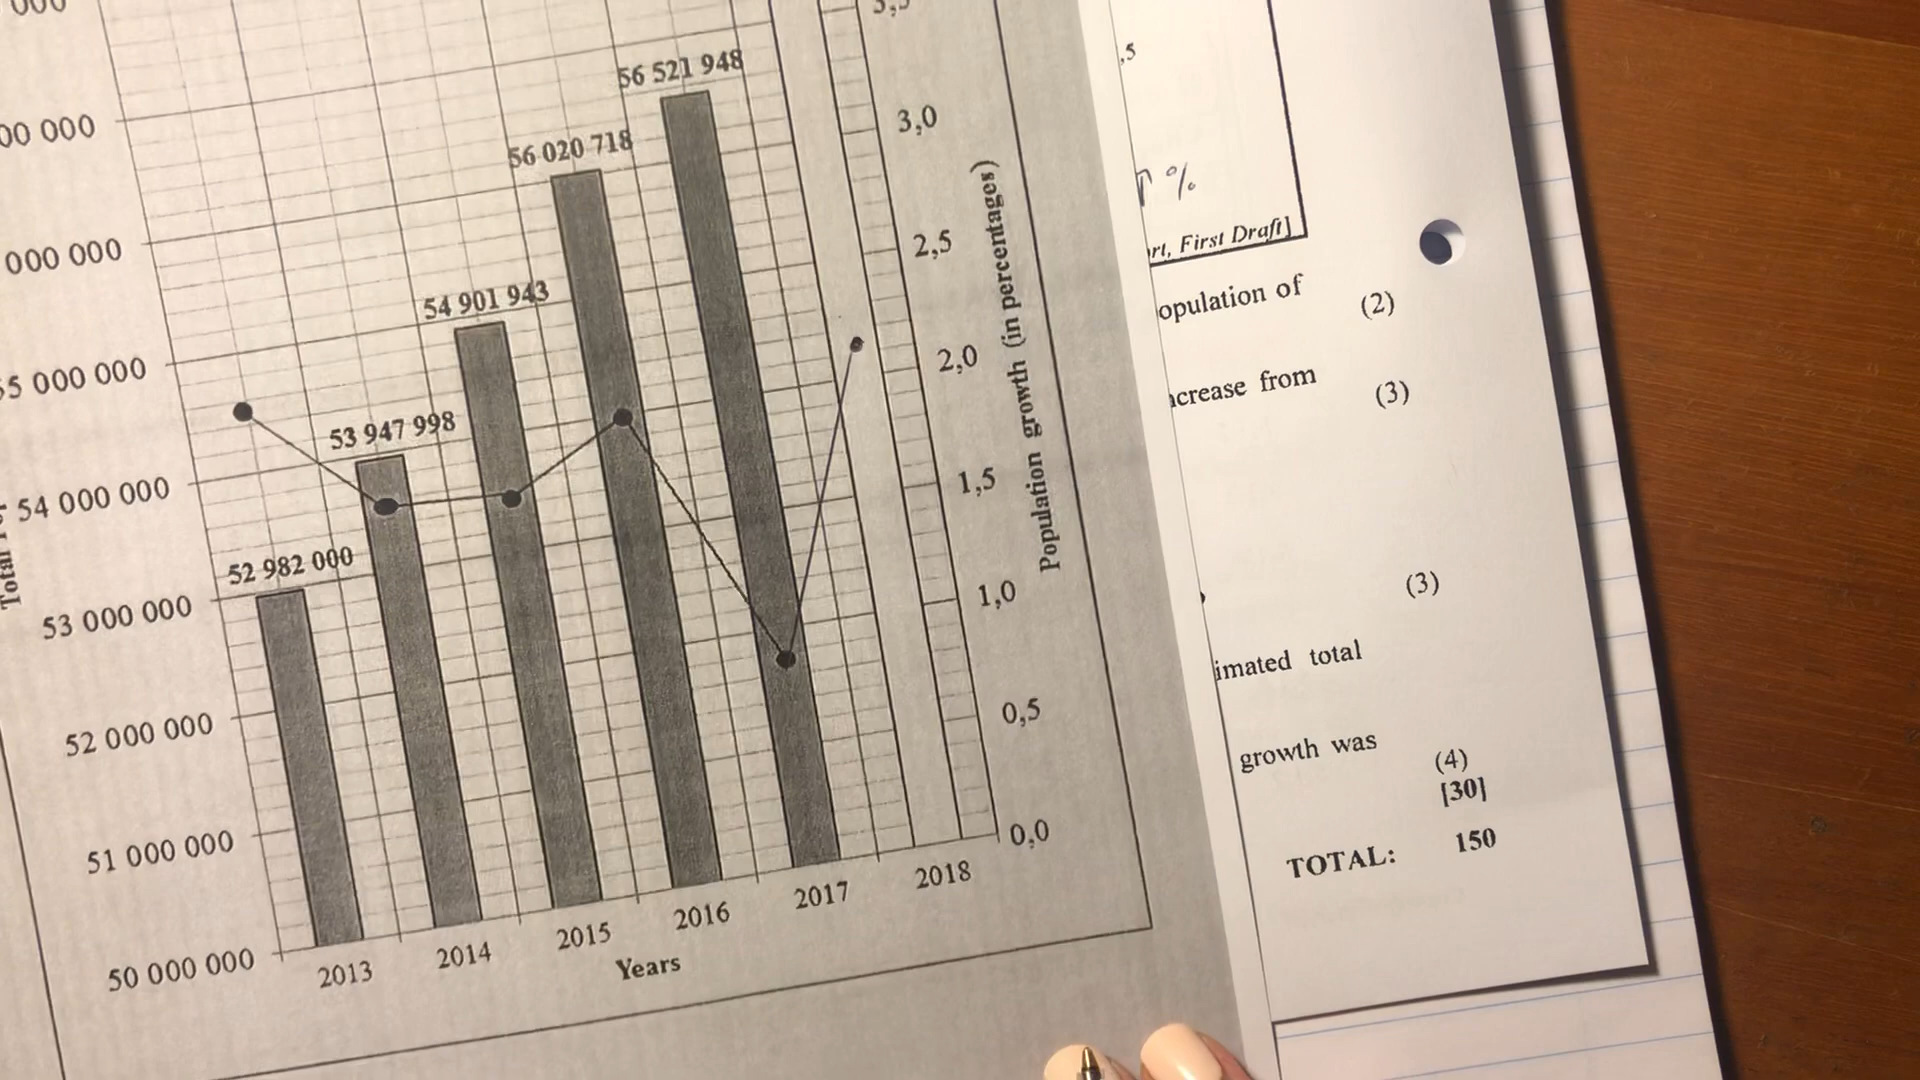 56 521 948
3,0
56 020 718
2,5
000 000
54 901 943
2,0
5 000 000
53 947 998
1,5
54 000 000
52 982 000
1,0
53 000 000
0,5
52 000 000
0,0
51 000 000
50 000 000
2013 2014 2015 2016 2017 2018
Years
Population growth (in percentages)
,5
↑ %
rt, First Draft]
opulation of (2)
crease from (3)
(3)
imated total
growth was (4)
[30]
TOTAL: 150